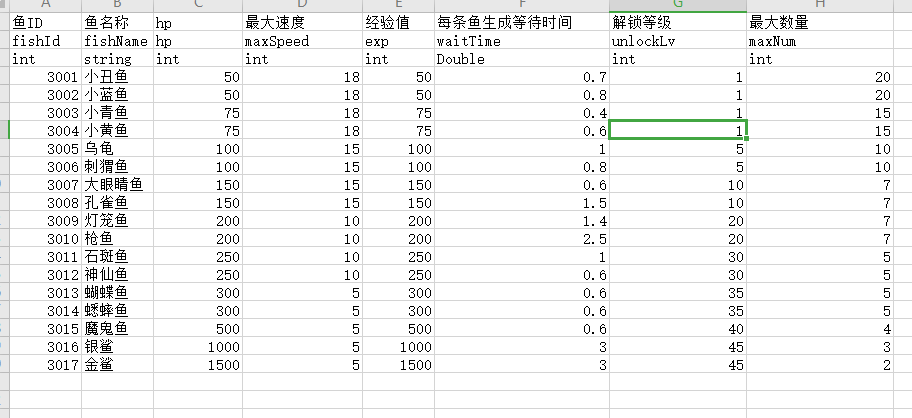 A B C D E F G H
鱼ID 鱼名称 hp 最大速度 经验值 每条鱼生成等待时间 解锁等级 最大数量
fishId fishName hp maxSpeed exp waitTime unlockLv maxNum
int string int int int Double int int
3001 小丑鱼 50 18 50 0.7 1 20
3002 小蓝鱼 50 18 50 0.8 1 20
3003 小青鱼 75 18 75 0.4 1 15
3004 小黄鱼 75 18 75 0.6 1 15
3005 乌龟 100 15 100 1 5 10
3006 刺猬鱼 100 15 100 0.8 5 10
3007 大眼睛鱼 150 15 150 0.6 10 7
3008 孔雀鱼 150 15 150 1.5 10 7
3009 灯笼鱼 200 10 200 1.4 20 7
3010 枪鱼 200 10 200 2.5 20 7
3011 石斑鱼 250 10 250 1 30 5
3012 神仙鱼 250 10 250 0.6 30 5
3013 蝴蝶鱼 300 5 300 0.6 35 5
3014 蟋蟀鱼 300 5 300 0.6 35 5
3015 魔鬼鱼 500 5 500 0.6 40 4
3016 银鲨 1000 5 1000 3 45 3
3017 金鲨 1500 5 1500 3 45 2